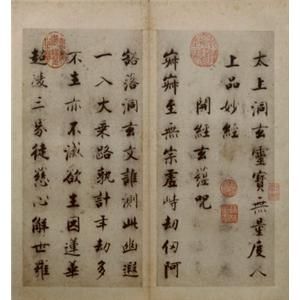 太上洞玄靈寶無量度人
上品妙經
開經玄蘊呪
寂寂至無宗虛峙劫仞阿
豁落洞玄文誰測此幽遐
一入大乘路孰計年劫多
不生亦不滅欲生因蓮華
超凌三界徒慈心解世羅